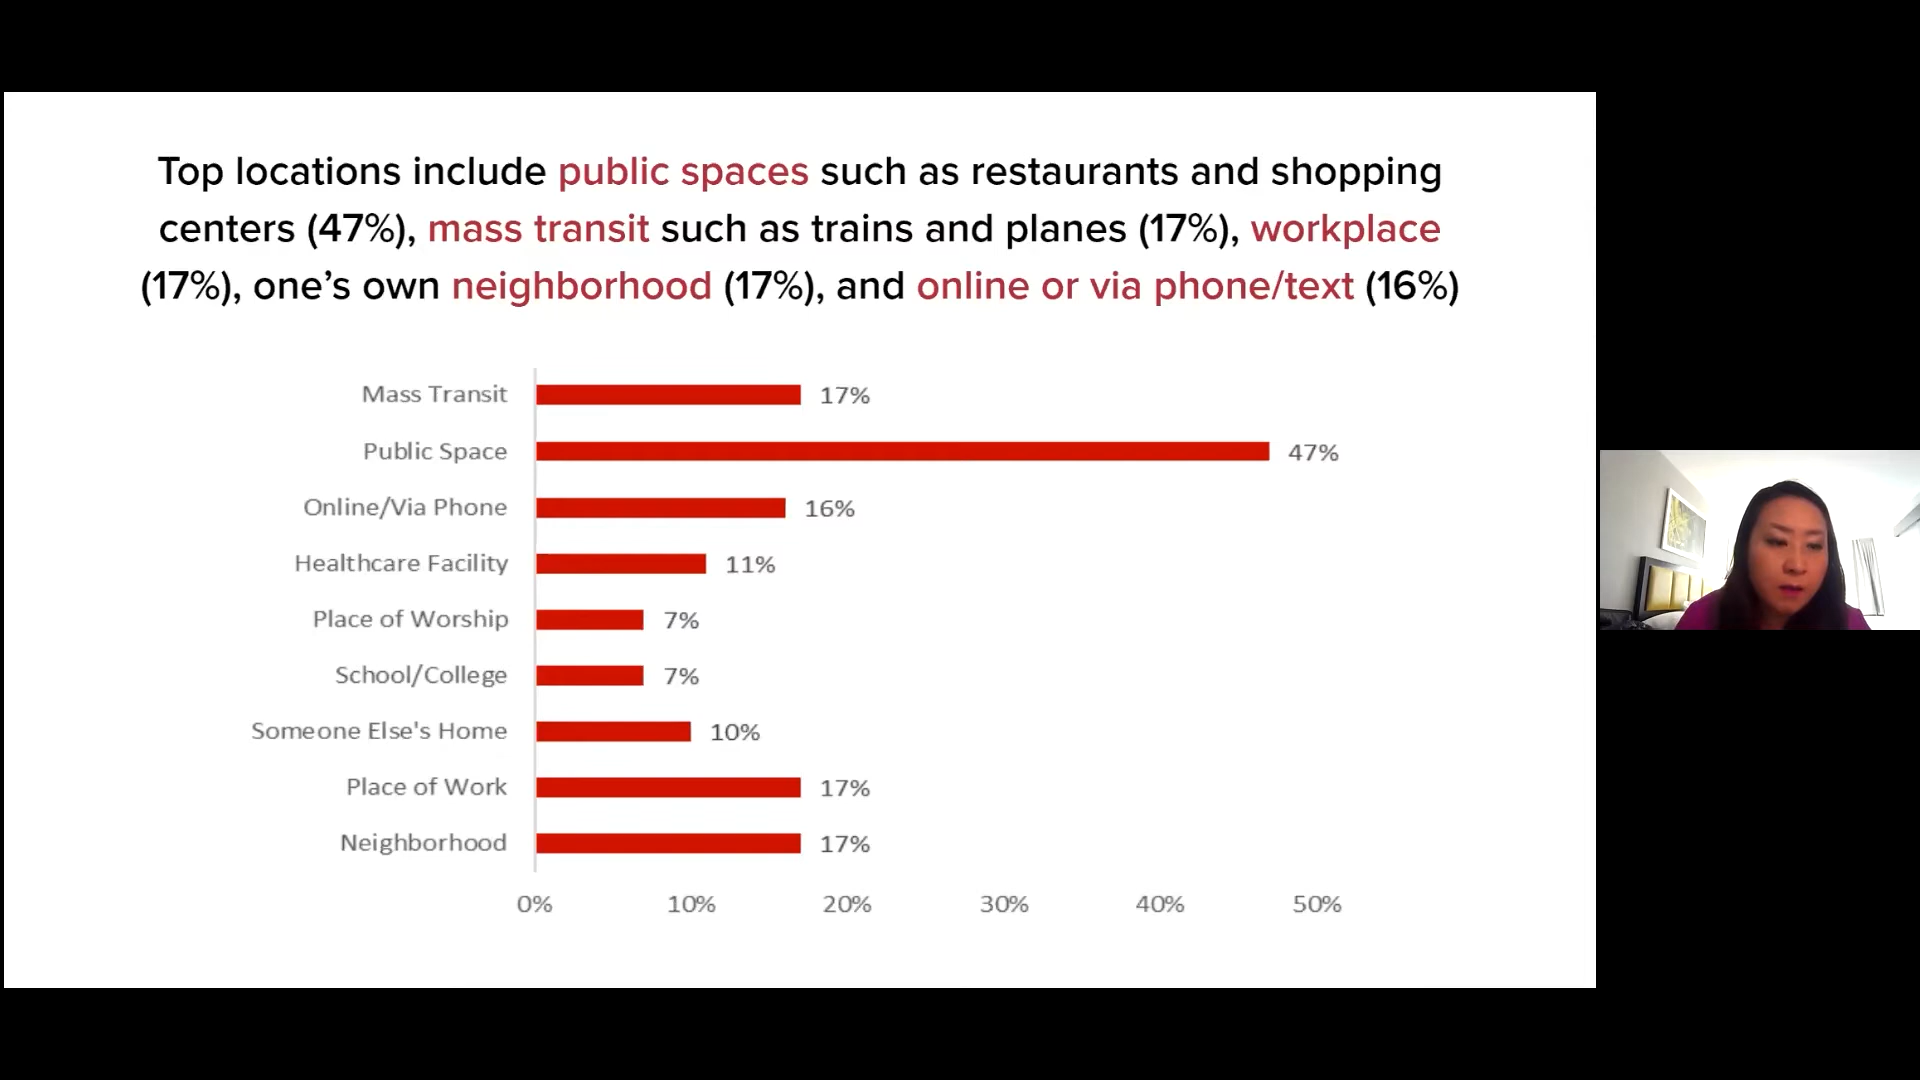 Top locations include public spaces such as restaurants and shopping
centers (47%), mass transit such as trains and planes (17%), workplace
(17%), one’s own neighborhood (17%), and online or via phone/text (16%)
Mass Transit 17%
Public Space 47%
Online/Via Phone 16%
Healthcare Facility 11%
Place of Worship 7%
School/College 7%
Someone Else's Home 10%
Place of Work 17%
Neighborhood 17%
0% 10% 20% 30% 40% 50%